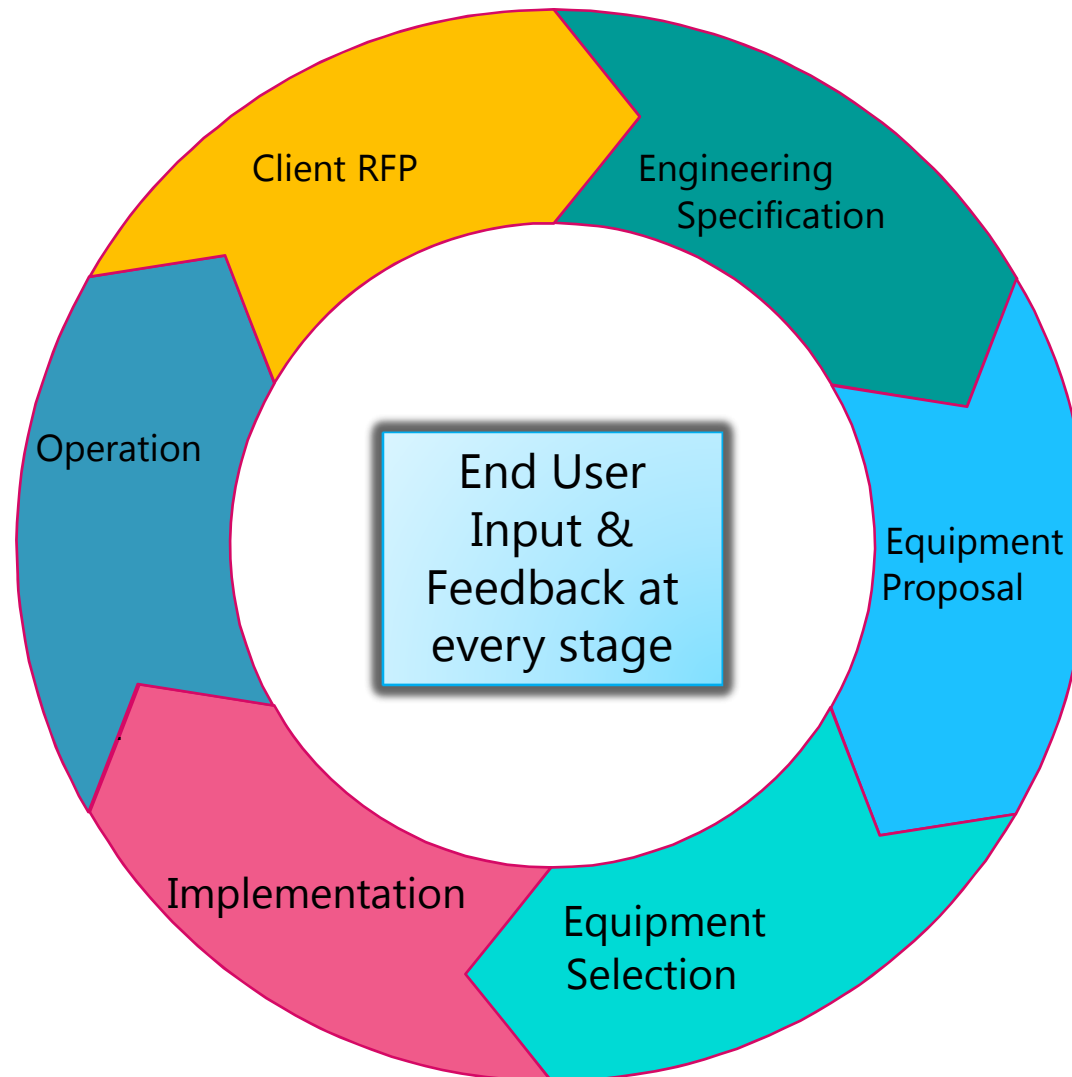 Client RFP
Engineering
Specification
Equipment
Proposal
Equipment
Selection
Implementation
Operation
End User
Input &
Feedback at
every stage